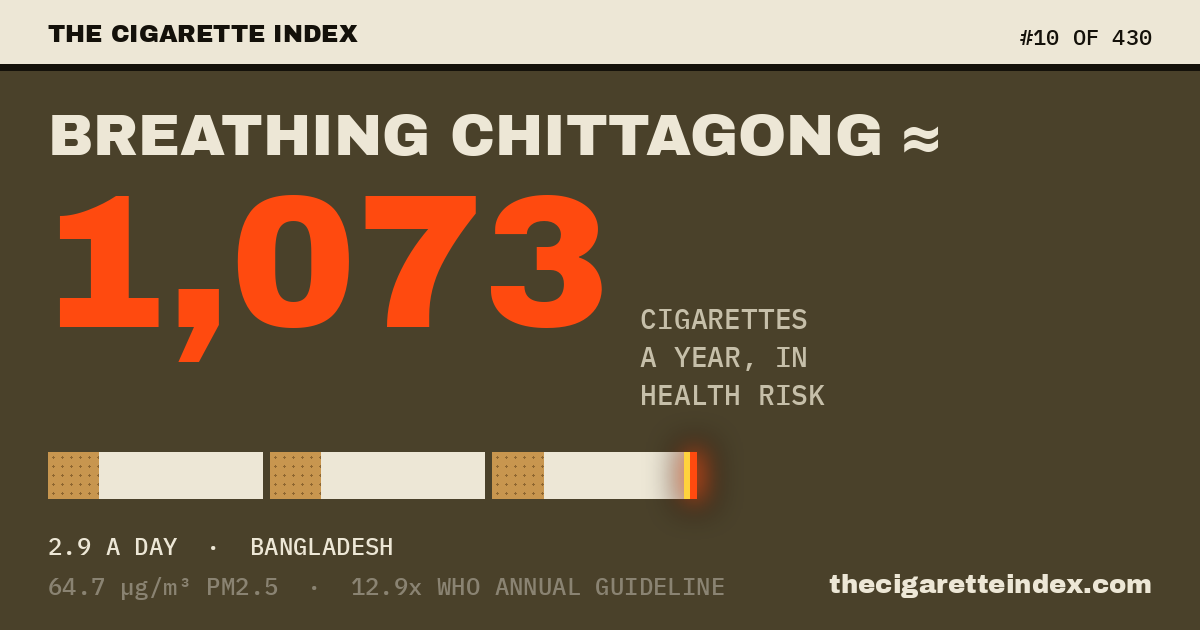 THE CIGARETTE INDEX
#10 OF 430
BREATHING CHITTAGONG ≈
1,073
CIGARETTES
A YEAR, IN
HEALTH RISK
2.9 A DAY · BANGLADESH
64.7 µg/m³ PM2.5 · 12.9x WHO ANNUAL GUIDELINE
thecigaretteindex.com